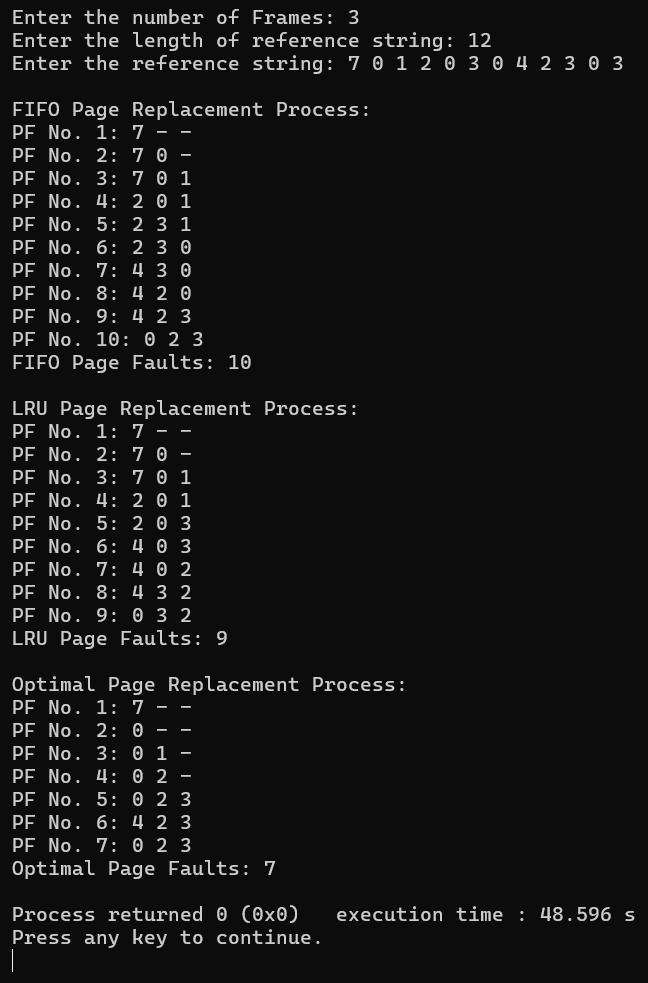 Enter the number of Frames: 3
Enter the length of reference string: 12
Enter the reference string: 7 0 1 2 0 3 0 4 2 3 0 3
FIFO Page Replacement Process:
PF No. 1: 7 - -
PF No. 2: 7 0 -
PF No. 3: 7 0 1
PF No. 4: 2 0 1
PF No. 5: 2 3 1
PF No. 6: 2 3 0
PF No. 7: 4 3 0
PF No. 8: 4 2 0
PF No. 9: 4 2 3
PF No. 10: 0 2 3
FIFO Page Faults: 10
LRU Page Replacement Process:
PF No. 1: 7 - -
PF No. 2: 7 0 -
PF No. 3: 7 0 1
PF No. 4: 2 0 1
PF No. 5: 2 0 3
PF No. 6: 4 0 3
PF No. 7: 4 0 2
PF No. 8: 4 3 2
PF No. 9: 0 3 2
LRU Page Faults: 9
Optimal Page Replacement Process:
PF No. 1: 7 - -
PF No. 2: 0 - -
PF No. 3: 0 1 -
PF No. 4: 0 2 -
PF No. 5: 0 2 3
PF No. 6: 4 2 3
PF No. 7: 0 2 3
Optimal Page Faults: 7
Process returned 0 (0x0)   execution time : 48.596 s
Press any key to continue.